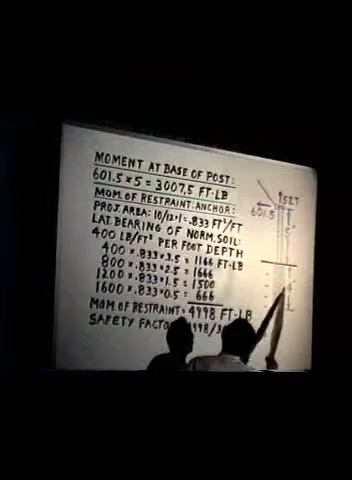 MOMENT AT BASE OF POST:
601.5 × 5 = 3007.5 FT-LB
MOM. OF RESTRAINT: ANCHOR:
PROJ. AREA: 10/12×1 = .833 FT²/FT
LAT. BEARING OF NORM. SOIL:
400 LB/FT² PER FOOT DEPTH
400 × .833 × 3.5 = 1166 FT-LB
800 × .833 × 2.5 = 1666
1200 × .833 × 1.5 = 1500
1600 × .833 × 0.5 = 666
MOM. OF RESTRAINT = 4998 FT-LB
SAFETY
1527
601.5
5'